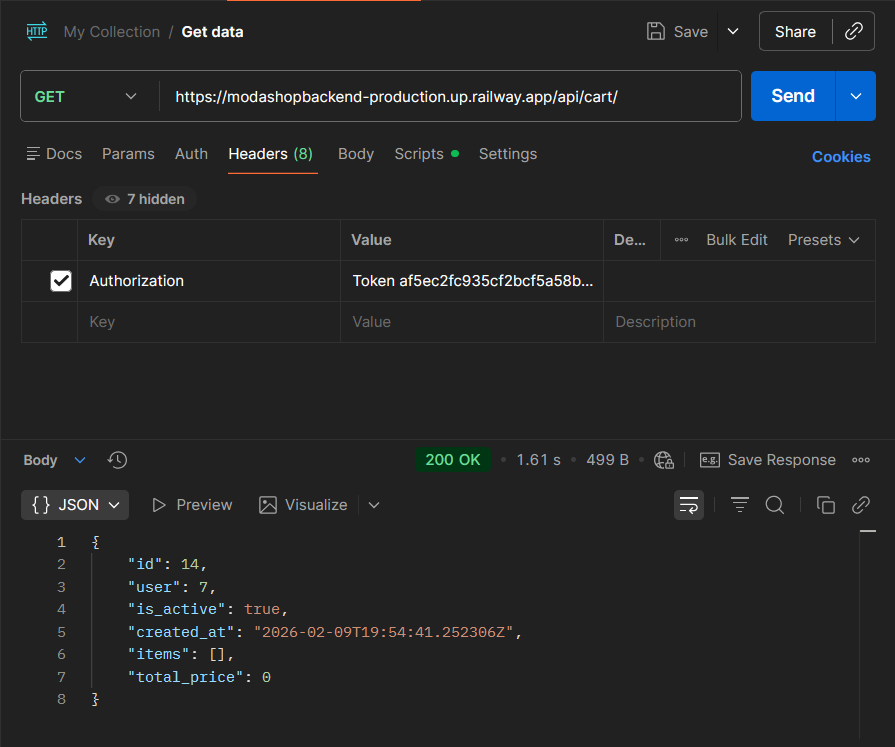 HTTP My Collection / Get data Save Share
GET https://modashopbackend-production.up.railway.app/api/cart/ Send
Docs Params Auth Headers (8) Body Scripts Settings Cookies
Headers 7 hidden
Key Value De... Bulk Edit Presets
Authorization Token af5ec2fc935cf2bcf5a58b...
Key Value Description
Body 200 OK • 1.61 s • 499 B • e.g. Save Response
{} JSON Preview Visualize
1 {
2 "id": 14,
3 "user": 7,
4 "is_active": true,
5 "created_at": "2026-02-09T19:54:41.252306Z",
6 "items": [],
7 "total_price": 0
8 }